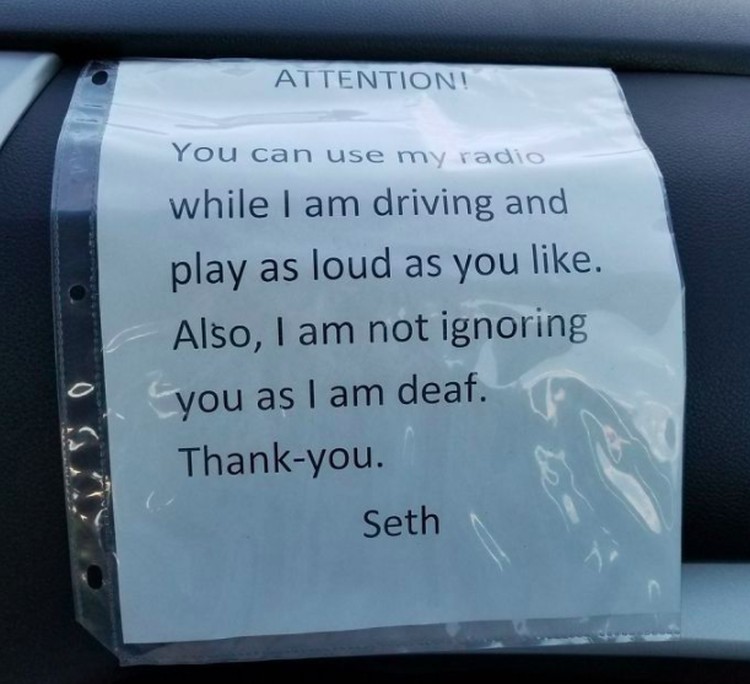 ATTENTION!
You can use my radio
while I am driving and
play as loud as you like.
Also, I am not ignoring
you as I am deaf.
Thank-you.
Seth